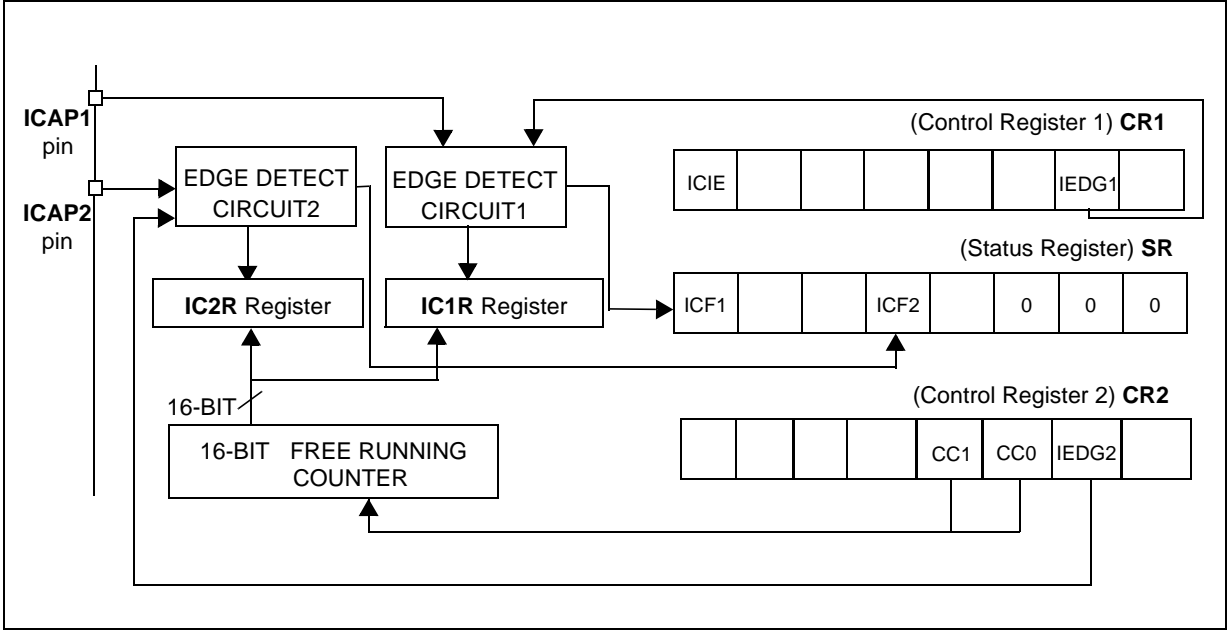 ICAP1
pin
ICAP2
pin
EDGE DETECT
CIRCUIT2
EDGE DETECT
CIRCUIT1
IC2R Register
IC1R Register
16-BIT
16-BIT FREE RUNNING
COUNTER
(Control Register 1) CR1
ICIE IEDG1
(Status Register) SR
ICF1 ICF2 0 0 0
(Control Register 2) CR2
CC1 CC0 IEDG2